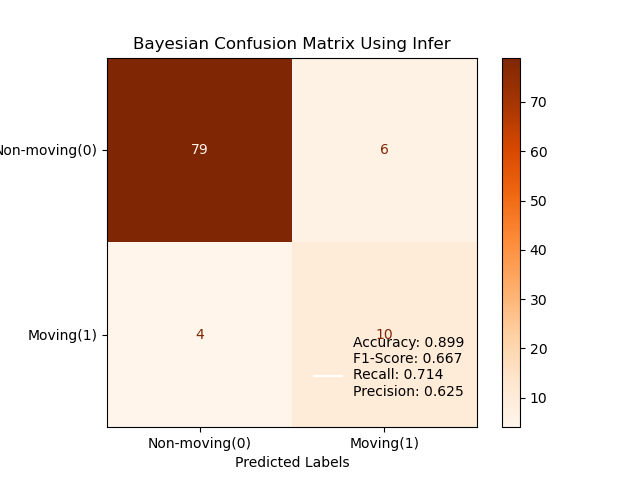 Bayesian Confusion Matrix Using Infer
Non-moving(0)
79
6
70
60
50
40
30
20
10
Moving(1)
4
10
Accuracy: 0.899
F1-Score: 0.667
Recall: 0.714
Precision: 0.625
Non-moving(0)
Moving(1)
Predicted Labels